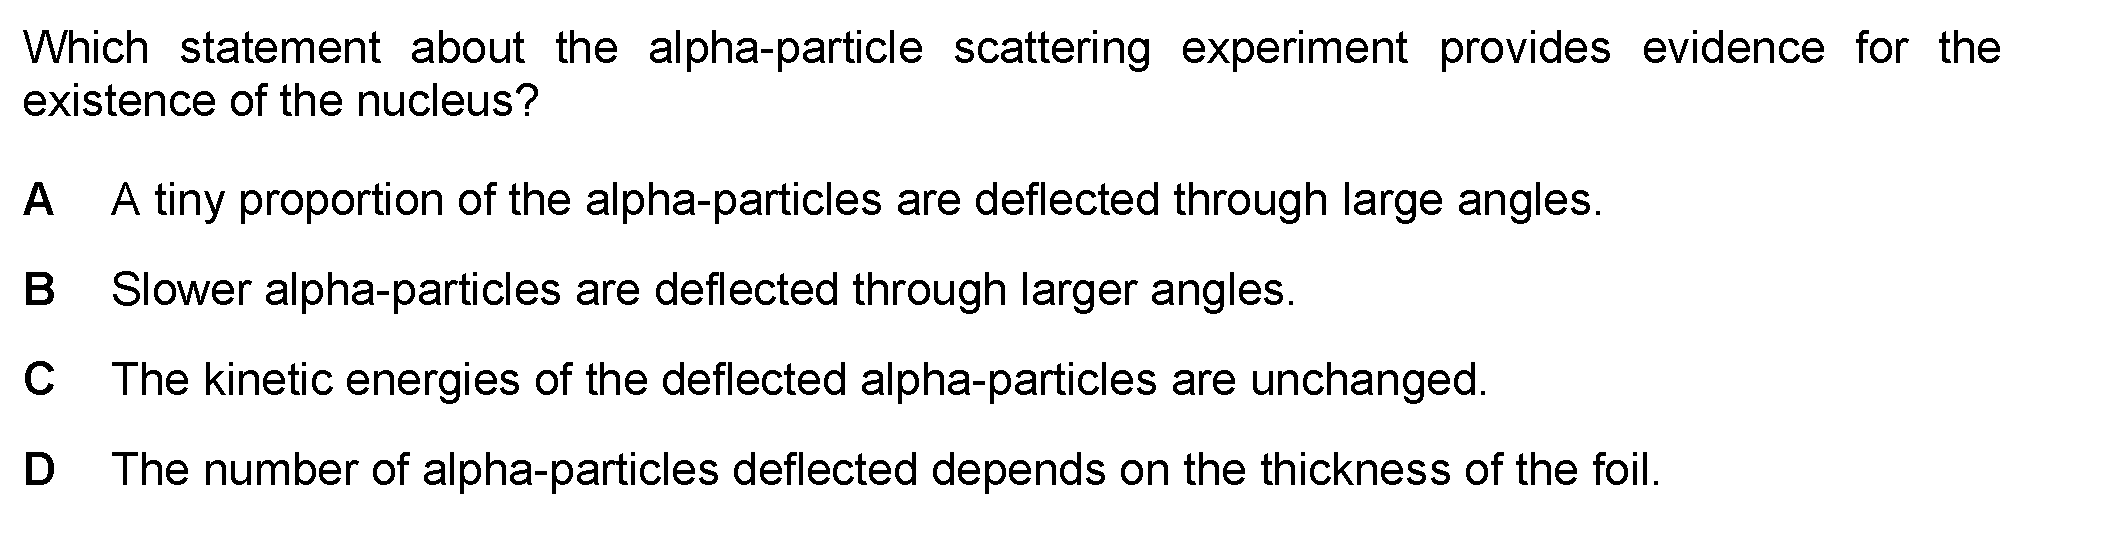 Which statement about the alpha-particle scattering experiment provides evidence for the
existence of the nucleus?
A A tiny proportion of the alpha-particles are deflected through large angles.
B Slower alpha-particles are deflected through larger angles.
C The kinetic energies of the deflected alpha-particles are unchanged.
D The number of alpha-particles deflected depends on the thickness of the foil.